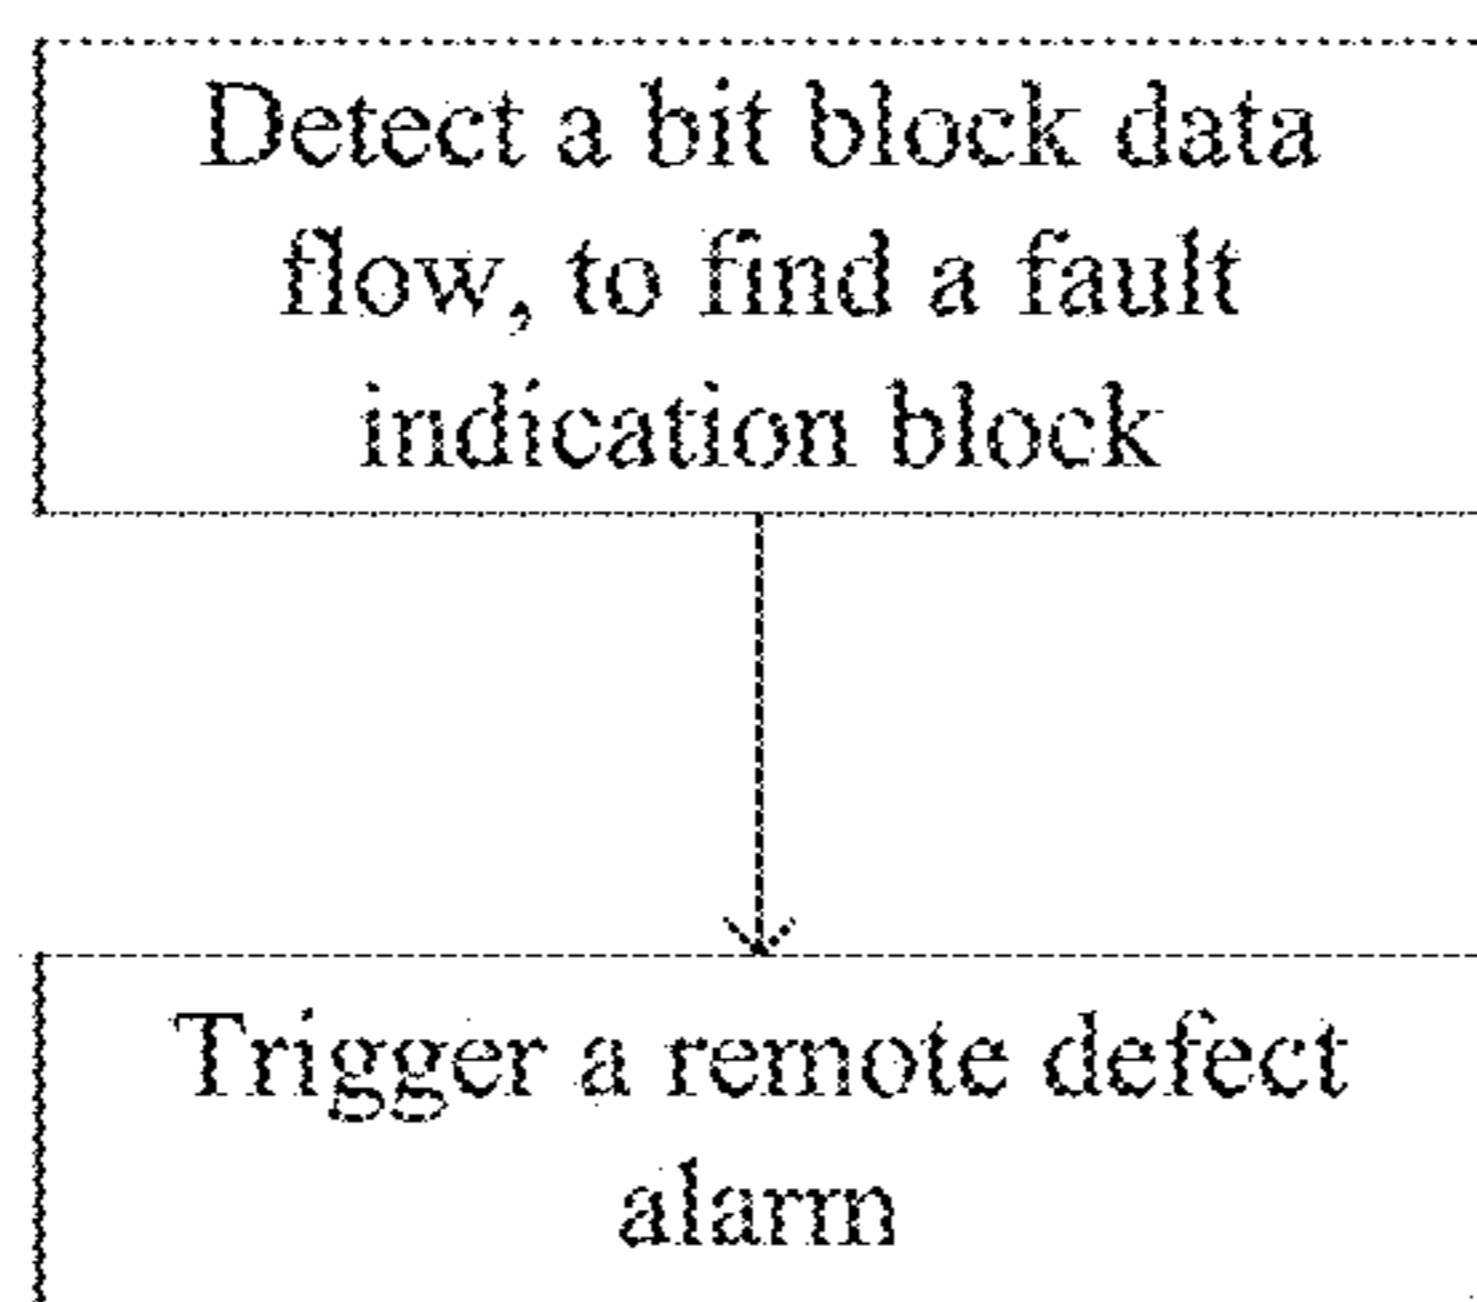 Detect a bit block data
flow, to find a fault
indication block
Trigger a remote defect
alarm